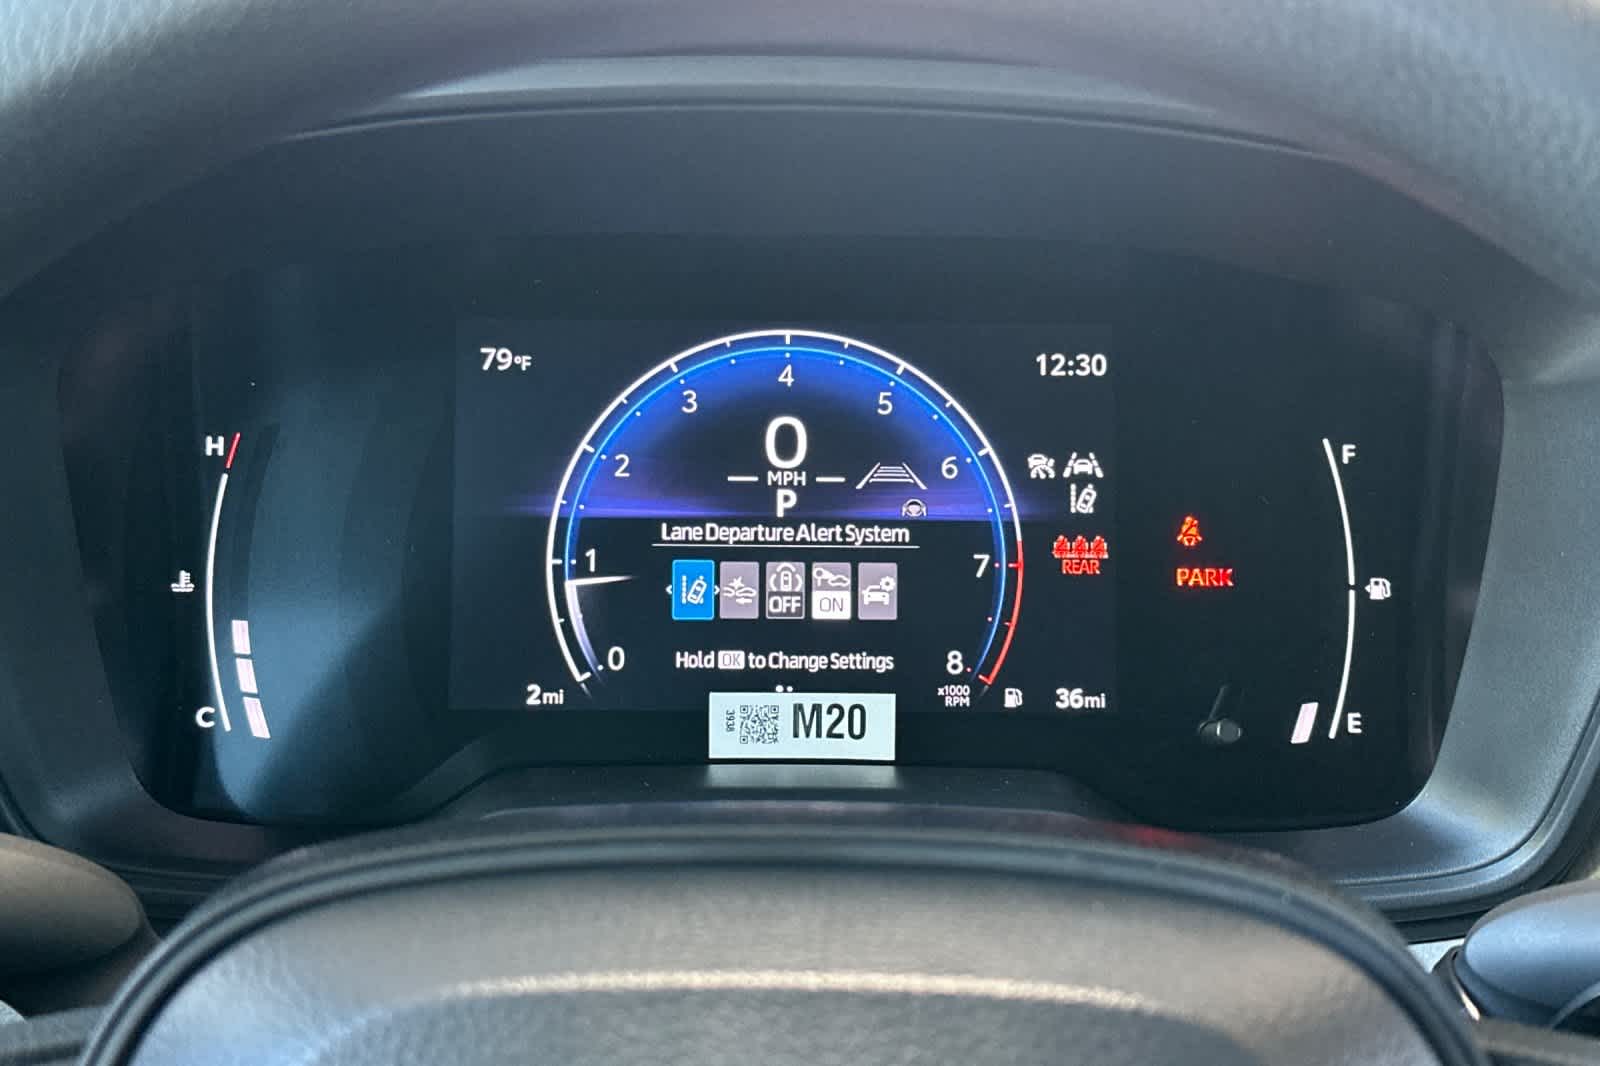 79°F
12:30
H
4
3
5
2
6
0
MPH
P
Lane Departure Alert System
1
7
REAR
PARK
F
OFF
ON
0
8
Hold OK to Change Settings
x1000
RPM
2mi
36mi
C
E
3938
M20